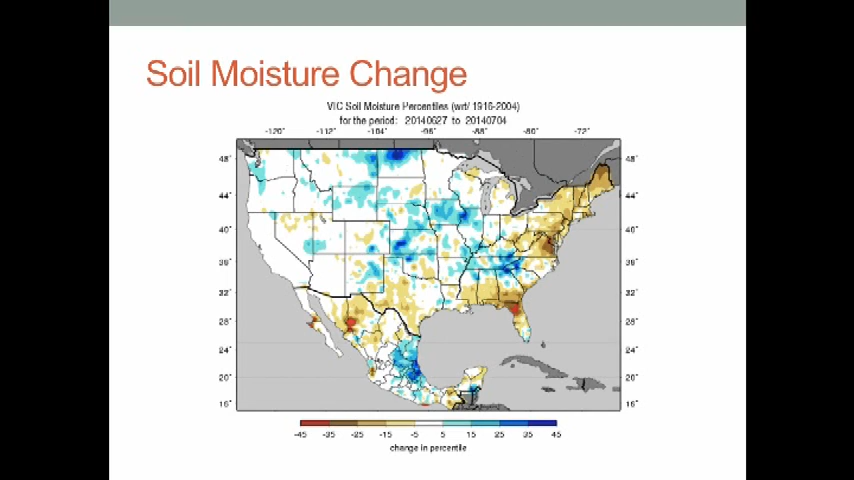 Soil Moisture Change
VIC Soil Moisture Percentiles (wrt/ 1916-2004)
for the period: 20140627 to 20140704
-120° -112° -104° -96° -88° -80° -72°
48° 48°
44° 44°
40° 40°
36° 36°
32° 32°
28° 28°
24° 24°
20° 20°
16° 16°
-45 -35 -25 -15 -5 5 15 25 35 45
change in percentile